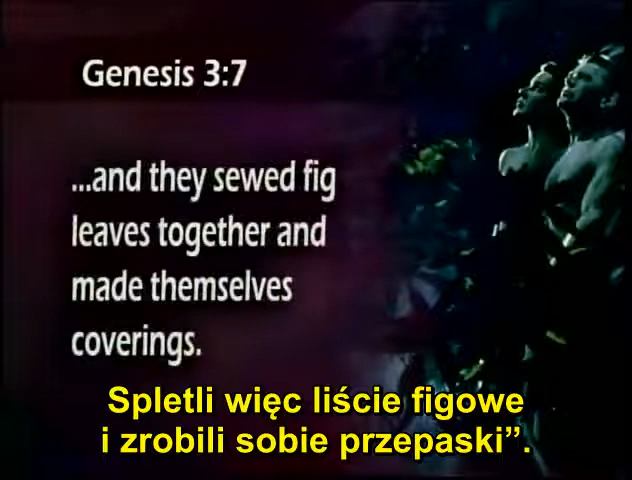 Genesis 3:7
...and they sewed fig
leaves together and
made themselves
coverings.
Spletli więc liście figowe
i zrobili sobie przepaski”.